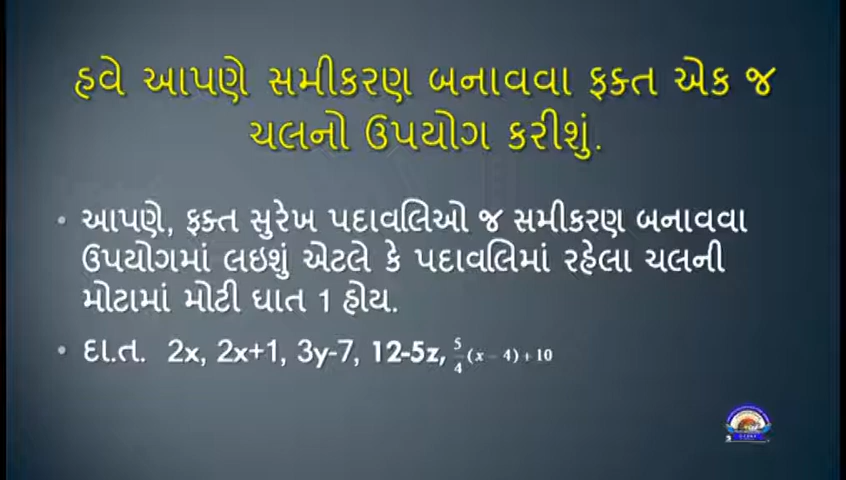 હવે આપણે સમીકરણ બનાવવા ફક્ત એક જ
ચલનો ઉપયોગ કરીશું.
• આપણે, ફક્ત સુરેખ પદાવલિઓ જ સમીકરણ બનાવવા
ઉપયોગમાં લઇશું એટલે કે પદાવલિમાં રહેલા ચલની
મોટામાં મોટી ઘાત 1 હોય.
• દા.ત. 2x, 2x+1, 3y-7, 12-5z, 5/4 (x - 4) + 10